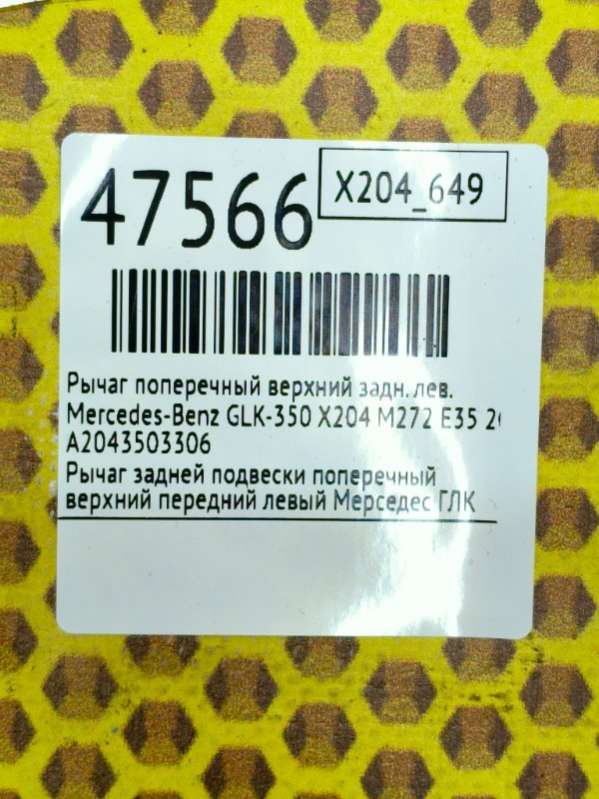 47566
X204_649
Рычаг поперечный верхний задн. лев.
Mercedes-Benz GLK-350 X204 M272 E35
A2043503306
Рычаг задней подвески поперечный
верхний передний левый Мерседес ГЛК